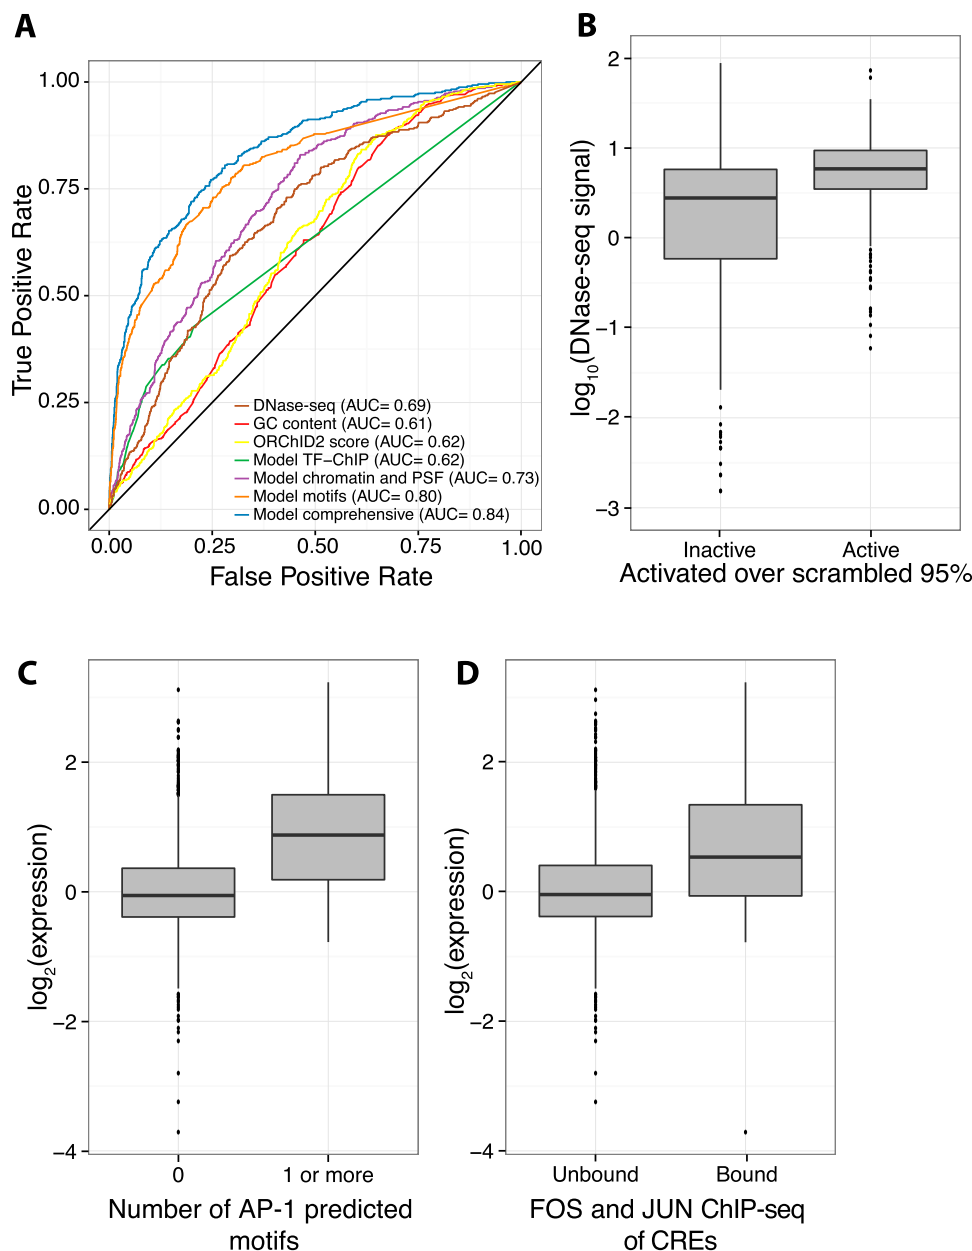 A
True Positive Rate
1.00
0.75
0.50
0.25
0.00
DNase-seq (AUC= 0.69)
GC content (AUC= 0.61)
ORChID2 score (AUC= 0.62)
Model TF−ChIP (AUC= 0.62)
Model chromatin and PSF (AUC= 0.73)
Model motifs (AUC= 0.80)
Model comprehensive (AUC= 0.84)
0.00 0.25 0.50 0.75 1.00
False Positive Rate
B
log10(DNase-seq signal)
2
1
0
−1
−2
−3
Inactive Active
Activated over scrambled 95%
C
log2(expression)
2
0
−2
−4
0 1 or more
Number of AP-1 predicted
motifs
D
log2(expression)
2
0
−2
−4
Unbound Bound
FOS and JUN ChIP-seq
of CREs